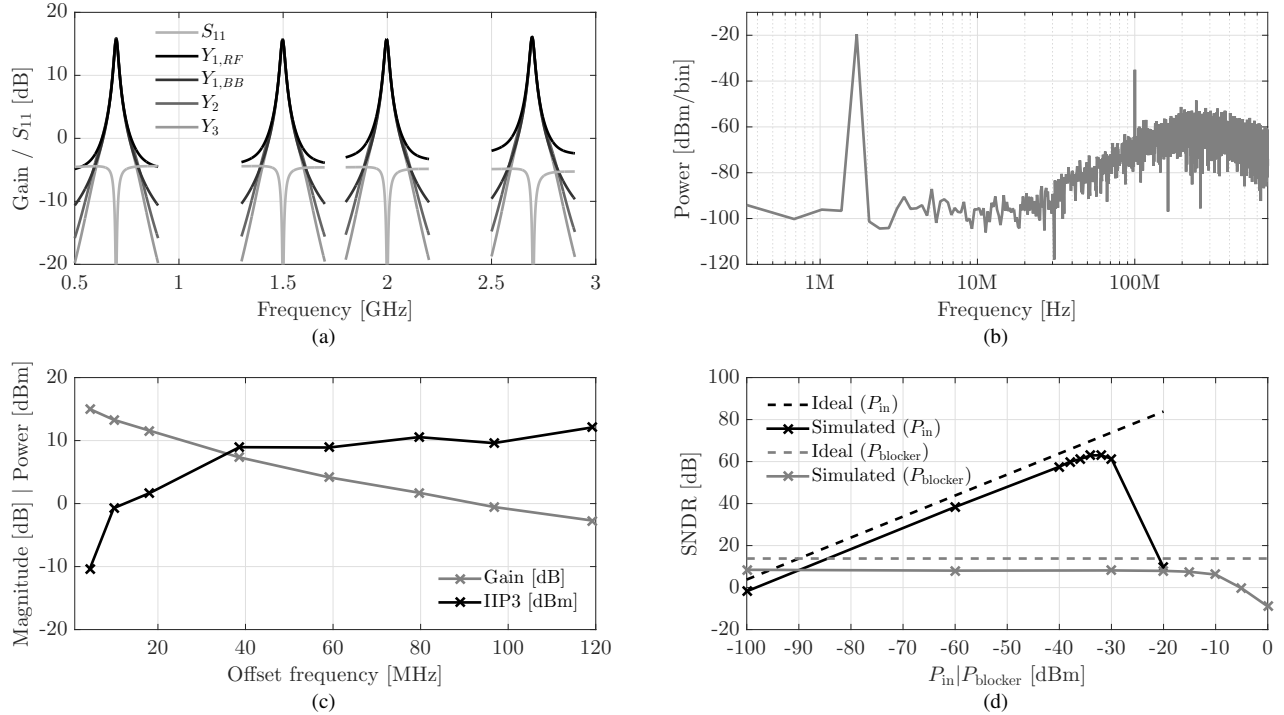 20
10
0
-10
-20
Gain / S11 [dB]
S11
Y1,RF
Y1,BB
Y2
Y3
0.5 1 1.5 2 2.5 3
Frequency [GHz]
(a)
-20
-40
-60
-80
-100
-120
Power [dBm/bin]
1M 10M 100M
Frequency [Hz]
(b)
20
10
0
-10
-20
Magnitude [dB] | Power [dBm]
Gain [dB]
IIP3 [dBm]
20 40 60 80 100 120
Offset frequency [MHz]
(c)
100
80
60
40
20
0
-20
SNDR [dB]
Ideal (Pin)
Simulated (Pin)
Ideal (Pblocker)
Simulated (Pblocker)
-100 -90 -80 -70 -60 -50 -40 -30 -20 -10 0
Pin|Pblocker [dBm]
(d)